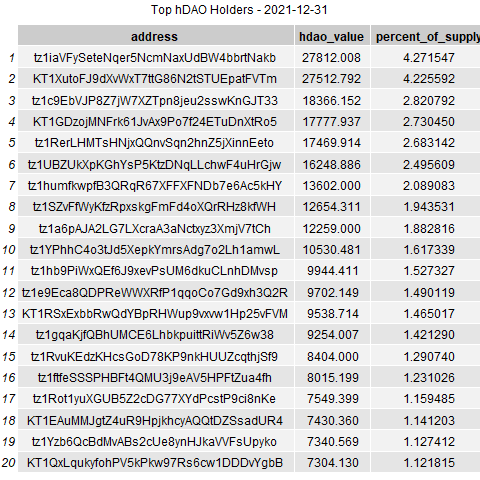 Top hDAO Holders - 2021-12-31
address hdao_value percent_of_supply
1 tz1iaVFySeteNqer5NcmNaxUdBW4bbrtNakb 27812.008 4.271547
2 KT1XutoFJ9dXvWxT7ttG86N2tSTUEpatFVTm 27512.792 4.225592
3 tz1c9EbVJP8Z7jW7XZTpn8jeu2sswKnGJT33 18366.152 2.820792
4 KT1GDzojMNFrk61JvAx9Po7f24ETuDnXtRo5 17777.937 2.730450
5 tz1RerLHMTsHNjxQQnvSqn2hnZ5jXinnEeto 17469.914 2.683142
6 tz1UBZUkXpKGhYsP5KtzDNqLLchwF4uHrGjw 16248.886 2.495609
7 tz1humfkwpfB3QRqR67XFFXFNDb7e6Ac5kHY 13602.000 2.089083
8 tz1SZvFfWyKfzRpxskgFmFd4oXQrRHz8kfWH 12654.311 1.943531
9 tz1a6pAJA2LG7LXcraA3aNctxyz3XmjV7tCh 12259.000 1.882816
10 tz1YPhhC4o3tJd5XepkYmrsAdg7o2Lh1amwL 10530.481 1.617339
11 tz1hb9PiWxQEf6J9xevPsUM6dkuCLnhDMvsp 9944.411 1.527327
12 tz1e9Eca8QDPReWWXRfP1qqoCo7Gd9xh3Q2R 9702.149 1.490119
13 KT1RSxExbbRwQdYBpRHWup9vxvw1Hp25vFVM 9538.714 1.465017
14 tz1gqaKjfQBhUMCE6LhbkpuittRiWv5Z6w38 9254.007 1.421290
15 tz1RvuKEdzKHcsGoD78KP9nkHUUZcqthjSf9 8404.000 1.290740
16 tz1ftfeSSSPHBFt4QMU3j9eAV5HPFtZua4fh 8015.199 1.231026
17 tz1Rot1yuXGUB5Z2cDG77XYdPcstP9ci8nKe 7549.399 1.159485
18 KT1EAuMMJgtZ4uR9HpjkhcyAQQtDZSsadUR4 7430.360 1.141203
19 tz1Yzb6QcBdMvABs2cUe8ynHJkaVVFsUpyko 7340.569 1.127412
20 KT1QxLqukyfohPV5kPkw97Rs6cw1DDDvYgbB 7304.130 1.121815